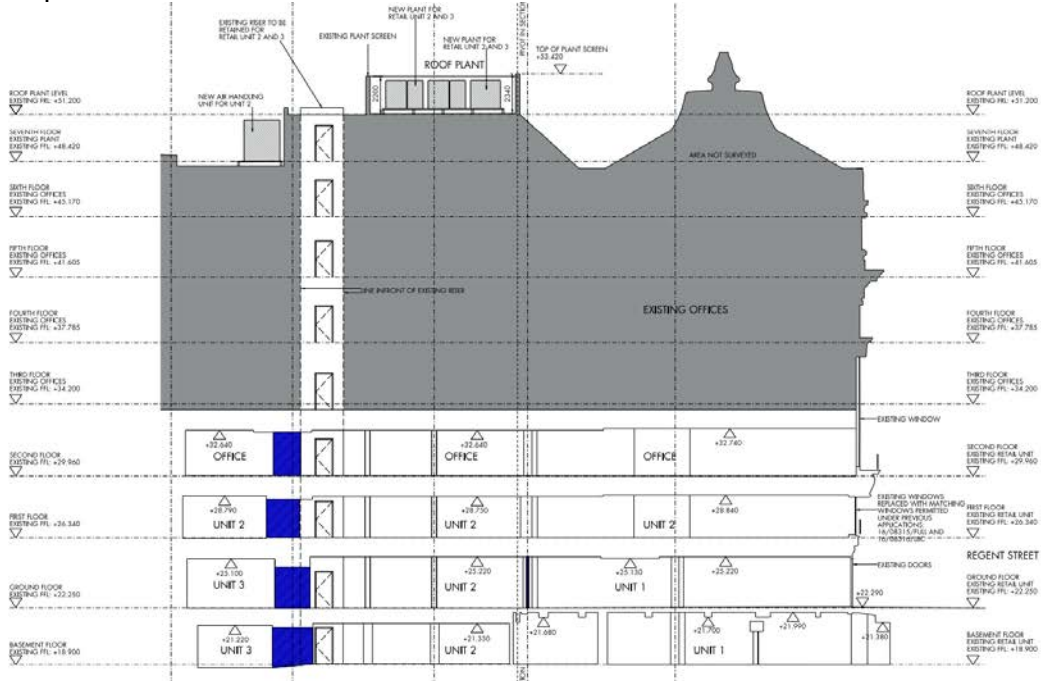 EXISTING RISER TO BE
RETAINED FOR
RETAIL UNIT 2 AND 3
NEW PLANT FOR
RETAIL UNIT 2 AND 3
EXISTING PLANT SCREEN
NEW PLANT FOR
RETAIL UNIT 2 AND 3
ROOF PLANT
PIVOT IN SECTION
TOP OF PLANT SCREEN
+53.420
2360
2340
ROOF PLANT LEVEL
EXISTING FRL: +51.200
NEW AIR HANDLING
UNIT FOR UNIT 2
ROOF PLANT LEVEL
EXISTING FRL: +51.200
SEVENTH FLOOR
EXISTING PLANT
EXISTING FFL: +48.420
AREA NOT SURVEYED
SEVENTH FLOOR
EXISTING PLANT
EXISTING FFL: +48.420
SIXTH FLOOR
EXISTING OFFICES
EXISTING FFL: +45.170
SIXTH FLOOR
EXISTING OFFICES
EXISTING FFL: +45.170
FIFTH FLOOR
EXISTING OFFICES
EXISTING FFL: +41.605
FIFTH FLOOR
EXISTING OFFICES
EXISTING FFL: +41.605
LINE INFRONT OF EXISTING RISER
EXISTING OFFICES
FOURTH FLOOR
EXISTING OFFICES
EXISTING FFL: +37.785
FOURTH FLOOR
EXISTING OFFICES
EXISTING FFL: +37.785
THIRD FLOOR
EXISTING OFFICES
EXISTING FFL: +34.200
THIRD FLOOR
EXISTING OFFICES
EXISTING FFL: +34.200
EXISTING WINDOW
+32.640
OFFICE
+32.640
OFFICE
+32.740
OFFICE
SECOND FLOOR
EXISTING FFL: +29.960
SECOND FLOOR
EXISTING RETAIL UNIT
EXISTING FFL: +29.960
+28.790
UNIT 2
+28.750
UNIT 2
+28.840
UNIT 2
EXISTING WINDOWS
REPLACED WITH MATCHING
WINDOWS PERMITTED
UNDER PREVIOUS
APPLICATIONS
16/08315/FULL AND
16/08316/LBC
FIRST FLOOR
EXISTING FFL: +26.340
FIRST FLOOR
EXISTING RETAIL UNIT
EXISTING FFL: +26.340
REGENT STREET
EXISTING DOORS
+25.100
UNIT 3
+25.220
UNIT 2
+25.130
UNIT 1
+25.220
GROUND FLOOR
EXISTING FFL: +22.250
+22.290
GROUND FLOOR
EXISTING RETAIL UNIT
EXISTING FFL: +22.250
+21.220
UNIT 3
+21.350
UNIT 2
+21.680
+21.700
UNIT 1
+21.990
+21.380
BASEMENT FLOOR
EXISTING FFL: +18.900
BASEMENT FLOOR
EXISTING RETAIL UNIT
EXISTING FFL: +18.900